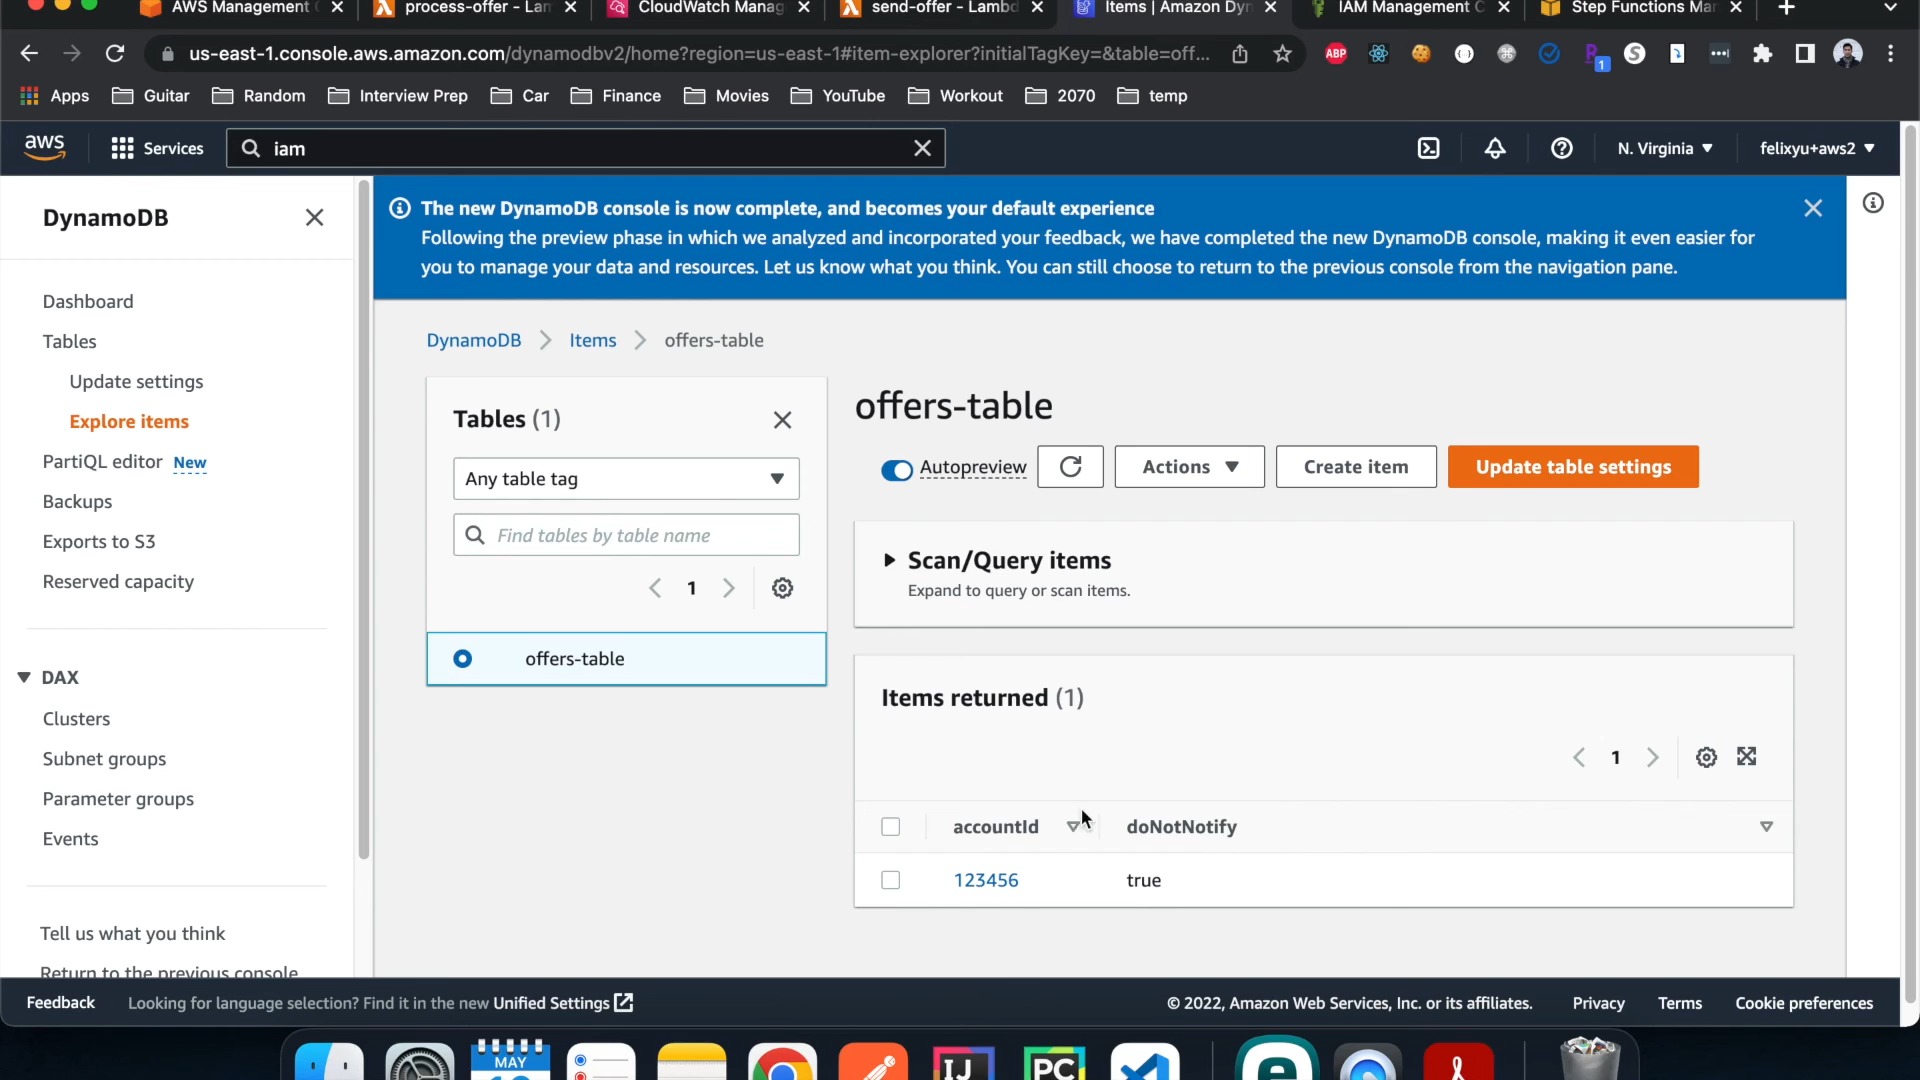 AWS Management C
process-offer - Lam
CloudWatch Manag
send-offer - Lambd
Items | Amazon Dyn
IAM Management C
Step Functions Ma
us-east-1.console.aws.amazon.com/dynamodbv2/home?region=us-east-1#item-explorer?initialTagKey=&table=off...
ABP
1
Apps
Guitar
Random
Interview Prep
Car
Finance
Movies
YouTube
Workout
2070
temp
aws
Services
iam
N. Virginia
felixyu+aws2
DynamoDB
Dashboard
Tables
Update settings
Explore items
PartiQL editor New
Backups
Exports to S3
Reserved capacity
DAX
Clusters
Subnet groups
Parameter groups
Events
Tell us what you think
Return to the previous console
The new DynamoDB console is now complete, and becomes your default experience
Following the preview phase in which we analyzed and incorporated your feedback, we have completed the new DynamoDB console, making it even easier for
you to manage your data and resources. Let us know what you think. You can still choose to return to the previous console from the navigation pane.
DynamoDB
Items
offers-table
Tables (1)
Any table tag
Find tables by table name
1
offers-table
offers-table
Autopreview
Actions
Create item
Update table settings
Scan/Query items
Expand to query or scan items.
Items returned (1)
1
accountId
doNotNotify
123456
true
Feedback
Looking for language selection? Find it in the new Unified Settings
© 2022, Amazon Web Services, Inc. or its affiliates.
Privacy
Terms
Cookie preferences
MAY
IJ
PC